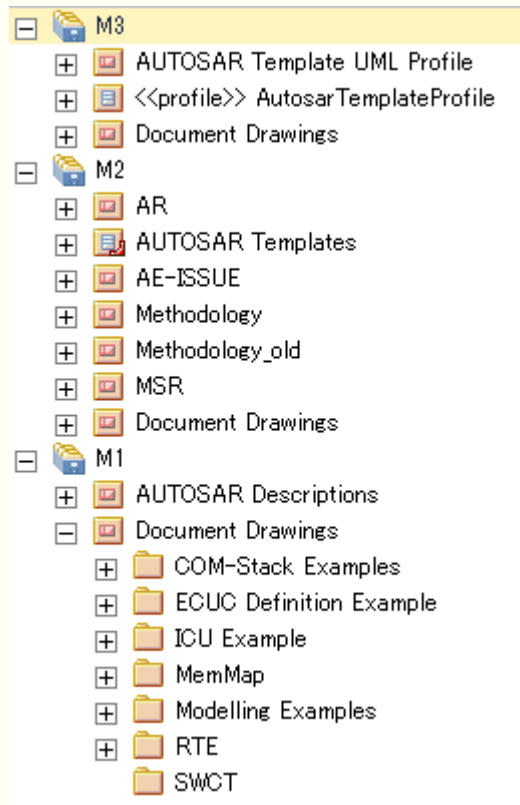 M3
AUTOSAR Template UML Profile
<<profile>> AutosarTemplateProfile
Document Drawings
M2
AR
AUTOSAR Templates
AE-ISSUE
Methodology
Methodology_old
MSR
Document Drawings
M1
AUTOSAR Descriptions
Document Drawings
COM-Stack Examples
ECUC Definition Example
ICU Example
MemMap
Modelling Examples
RTE
SWCT